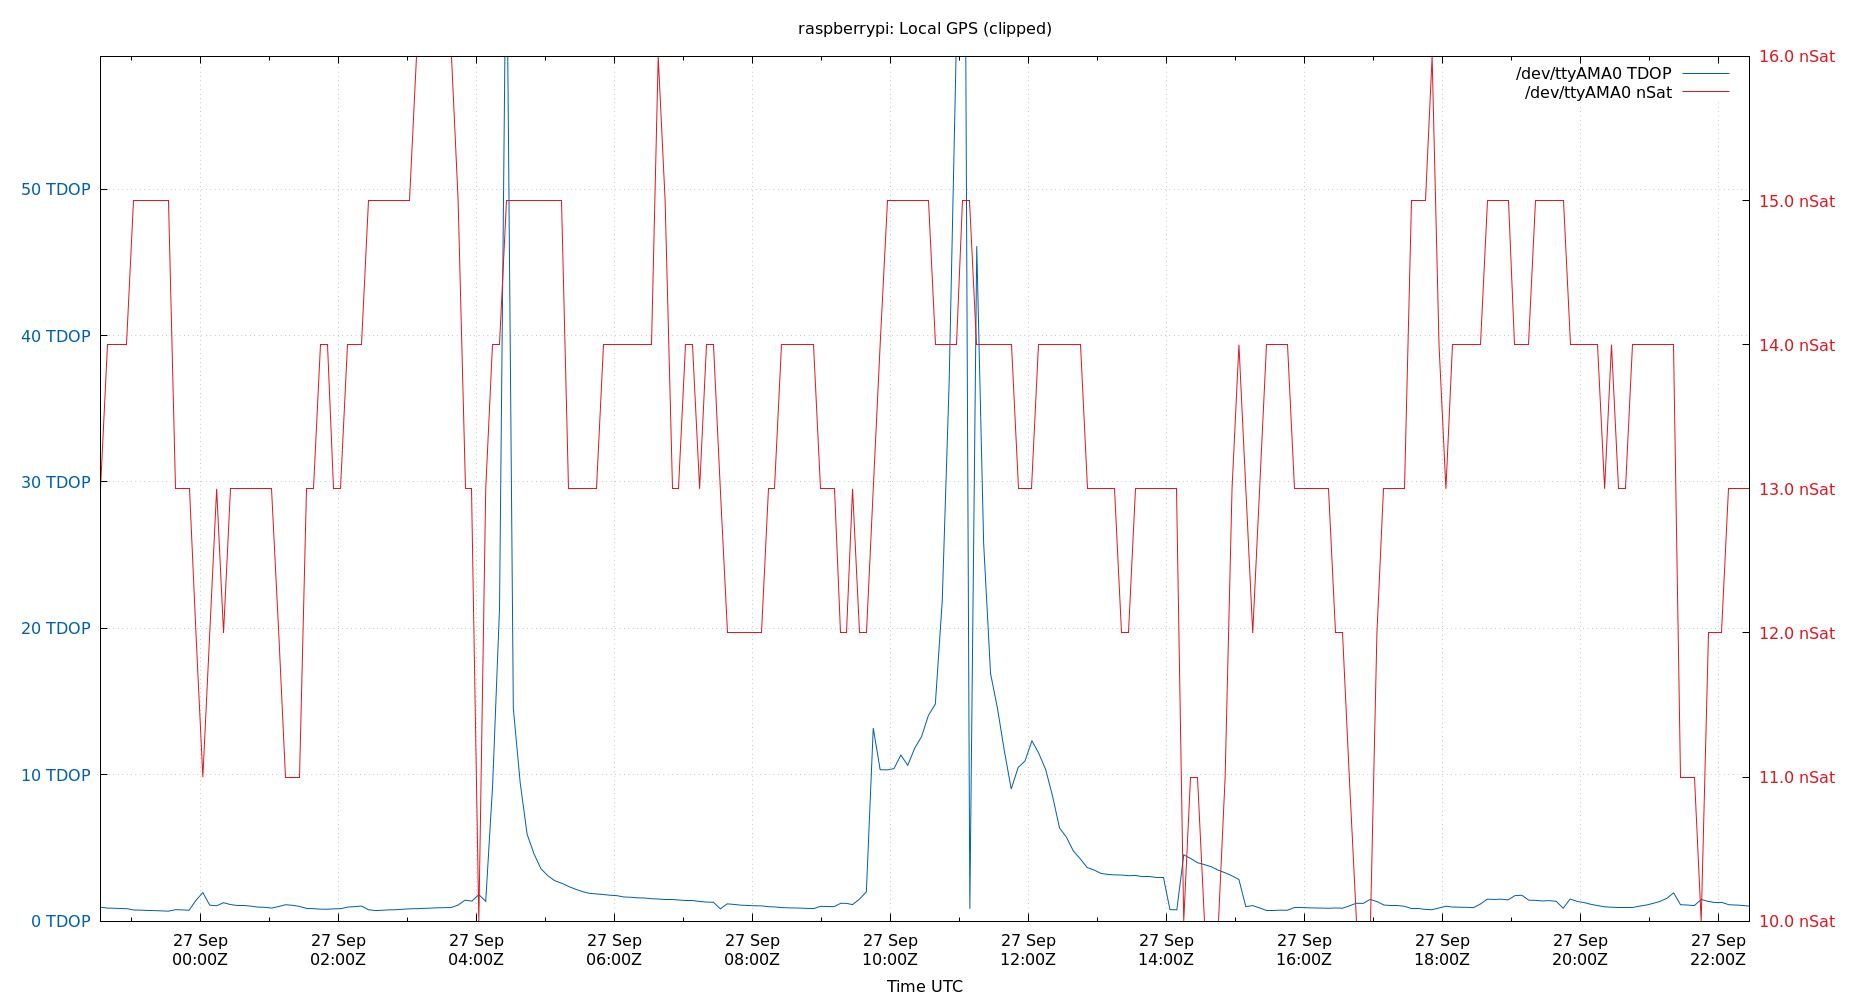 raspberrypi: Local GPS (clipped)
/dev/ttyAMA0 TDOP
/dev/ttyAMA0 nSat
50 TDOP
40 TDOP
30 TDOP
20 TDOP
10 TDOP
0 TDOP
16.0 nSat
15.0 nSat
14.0 nSat
13.0 nSat
12.0 nSat
11.0 nSat
10.0 nSat
27 Sep
00:00Z
27 Sep
02:00Z
27 Sep
04:00Z
27 Sep
06:00Z
27 Sep
08:00Z
27 Sep
10:00Z
27 Sep
12:00Z
27 Sep
14:00Z
27 Sep
16:00Z
27 Sep
18:00Z
27 Sep
20:00Z
27 Sep
22:00Z
Time UTC